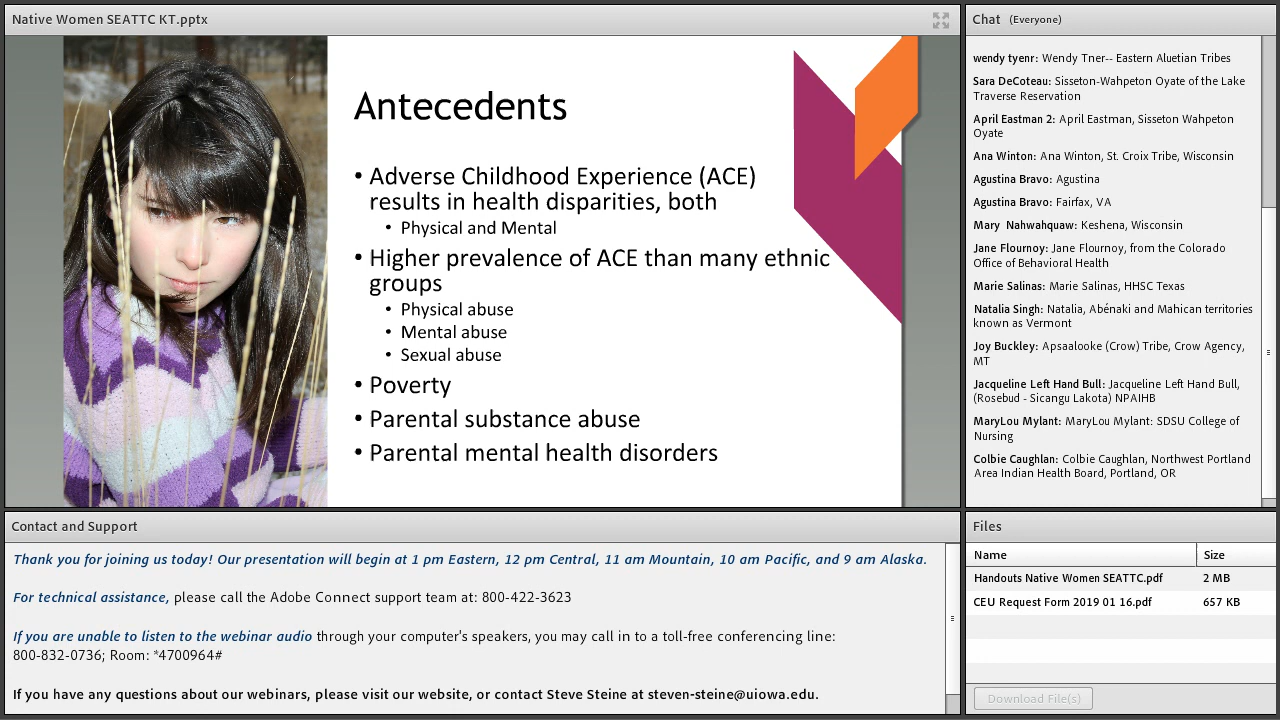 Native Women SEATTC KT.pptx
Antecedents
• Adverse Childhood Experience (ACE)
results in health disparities, both
• Physical and Mental
• Higher prevalence of ACE than many ethnic
groups
• Physical abuse
• Mental abuse
• Sexual abuse
• Poverty
• Parental substance abuse
• Parental mental health disorders
Chat (Everyone)
wendy tyenr: Wendy Tner-- Eastern Aluetian Tribes
Sara DeCoteau: Sisseton-Wahpeton Oyate of the Lake
Traverse Reservation
April Eastman 2: April Eastman, Sisseton Wahpeton
Oyate
Ana Winton: Ana Winton, St. Croix Tribe, Wisconsin
Agustina Bravo: Agustina
Agustina Bravo: Fairfax, VA
Mary Nahwahquaw: Keshena, Wisconsin
Jane Flournoy: Jane Flournoy, from the Colorado
Office of Behavioral Health
Marie Salinas: Marie Salinas, HHSC Texas
Natalia Singh: Natalia, Abénaki and Mahican territories
known as Vermont
Joy Buckley: Apsaalooke (Crow) Tribe, Crow Agency,
MT
Jacqueline Left Hand Bull: Jacqueline Left Hand Bull,
(Rosebud - Sicangu Lakota) NPAIHB
MaryLou Mylant: MaryLou Mylant: SDSU College of
Nursing
Colbie Caughlan: Colbie Caughlan, Northwest Portland
Area Indian Health Board, Portland, OR
Contact and Support
Thank you for joining us today! Our presentation will begin at 1 pm Eastern, 12 pm Central, 11 am Mountain, 10 am Pacific, and 9 am Alaska.
For technical assistance, please call the Adobe Connect support team at: 800-422-3623
If you are unable to listen to the webinar audio through your computer's speakers, you may call in to a toll-free conferencing line:
800-832-0736; Room: *4700964#
If you have any questions about our webinars, please visit our website, or contact Steve Steine at steven-steine@uiowa.edu.
Files
Name Size
Handouts Native Women SEATTC.pdf 2 MB
CEU Request Form 2019 01 16.pdf 657 KB
Download File(s)